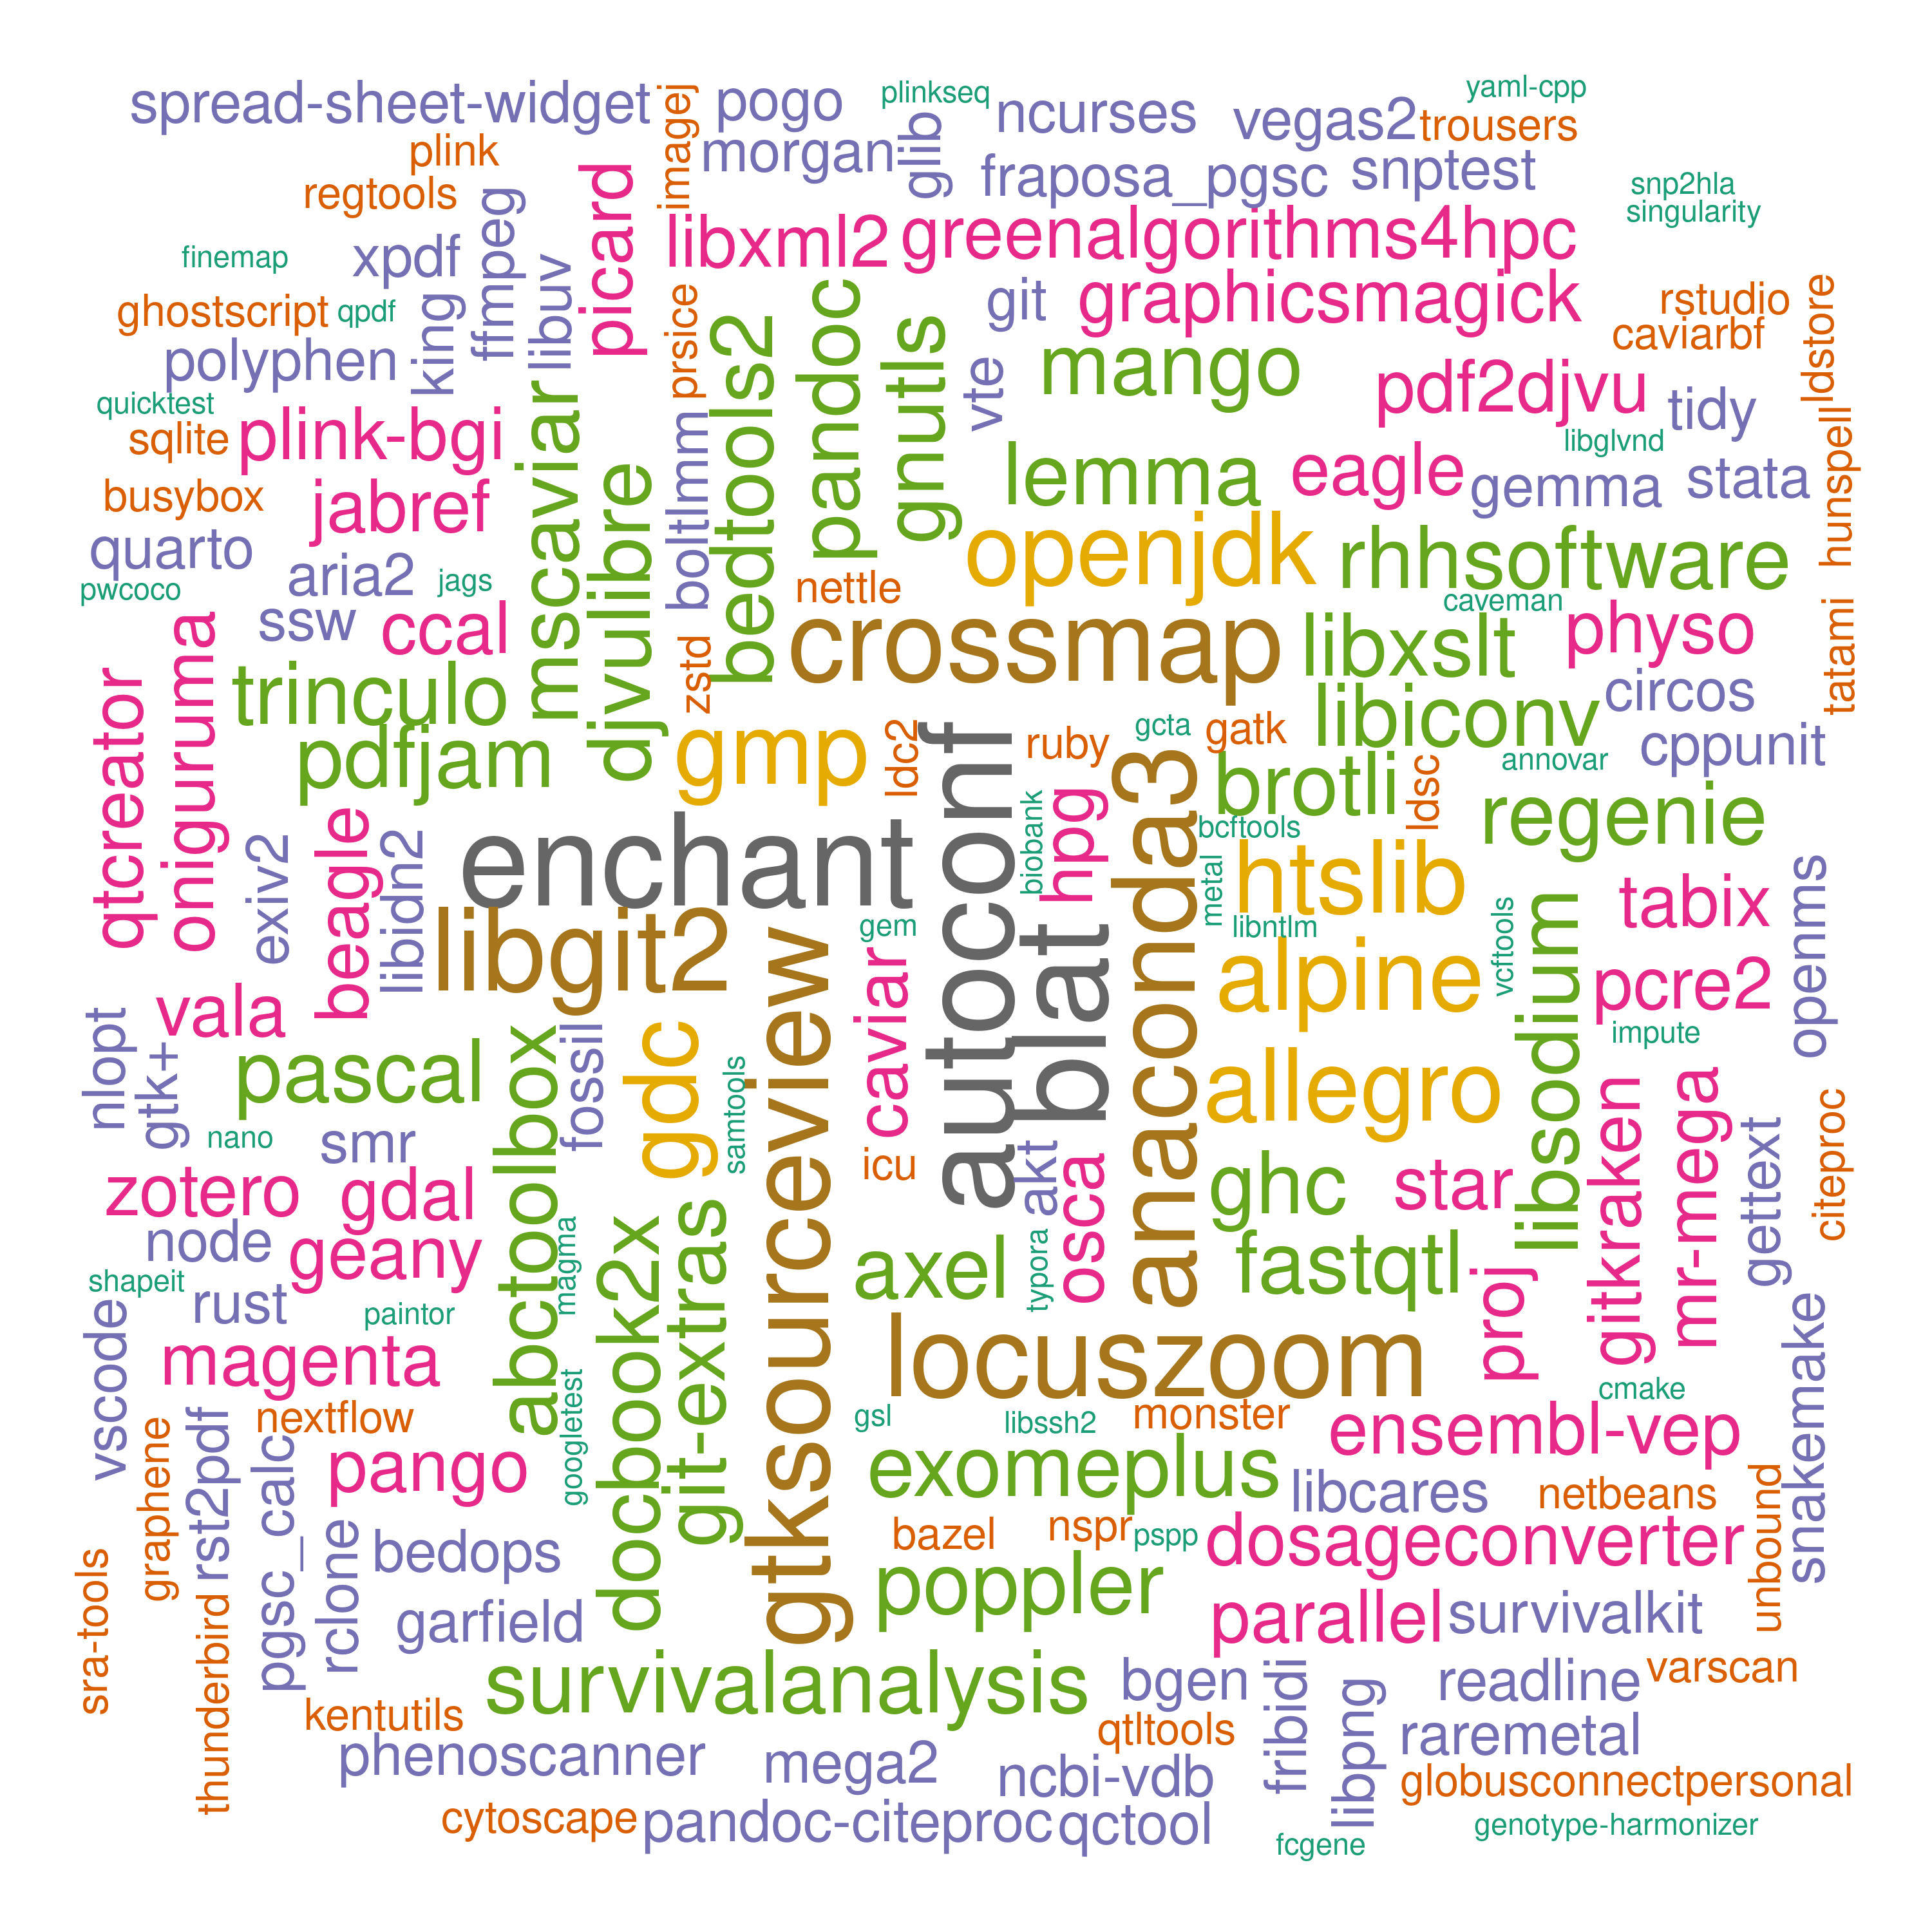 spread-sheet-widget
imagej
pogo
plinkseq
ncurses
yaml-cpp
vegas2
trousers
plink
morgan
glib
fraposa_pgsc
snptest
regtools
ffmpeg
picard
snp2hla
singularity
libxml2
greenalgorithms4hpc
finemap
xpdf
libuv
prsice
pandoc
git
graphicsmagick
rstudio
ldstore
ghostscript
qpdf
king
bedtools2
gnutls
caviarbf
polyphen
vte
mango
pdf2djvu
tidy
quicktest
mscaviar
boltlmm
hunspell
sqlite
plink-bgi
djvulibre
lemma
eagle
libglvnd
gemma
stata
busybox
jabref
openjdk
rhhsoftware
quarto
aria2
jags
nettle
pwcoco
caveman
ssw
ccal
crossmap
libxslt
physo
tatami
oniguruma
qtcreator
trinculo
zstd
libiconv
circos
pdfjam
gmp
ldc2
autoconf
ruby
gcta
gatk
annovar
cppunit
anaconda3
brotli
ldsc
regenie
exiv2
beagle
libidn2
enchant
biobank
hpg
bcftools
metal
htslib
tabix
openms
libgit2
gtksourceview
gem
blat
libntlm
vcftools
libsodium
caviar
alpine
pcre2
vala
nlopt
gtk+
pascal
abctoolbox
fossil
gdc
samtools
impute
allegro
gitkraken
mr-mega
citeproc
nano
smr
icu
akt
osca
ghc
star
gettext
zotero
gdal
node
geany
magma
docbook2x
git-extras
axel
typora
fastqtl
proj
shapeit
rust
paintor
vscode
magenta
locuszoom
snakemake
cmake
nextflow
googletest
gsl
libssh2
monster
ensembl-vep
graphene
rst2pdf
pgsc_calc
pango
exomeplus
libcares
netbeans
unbound
rclone
bedops
bazel
nspr
pspp
dosageconverter
sra-tools
thunderbird
garfield
poppler
parallel
survivalkit
survivalanalysis
bgen
fribidi
libpng
readline
varscan
kentutils
qtltools
raremetal
phenoscanner
mega2
ncbi-vdb
globusconnectpersonal
cytoscape
pandoc-citeproc
qctool
fcgene
genotype-harmonizer